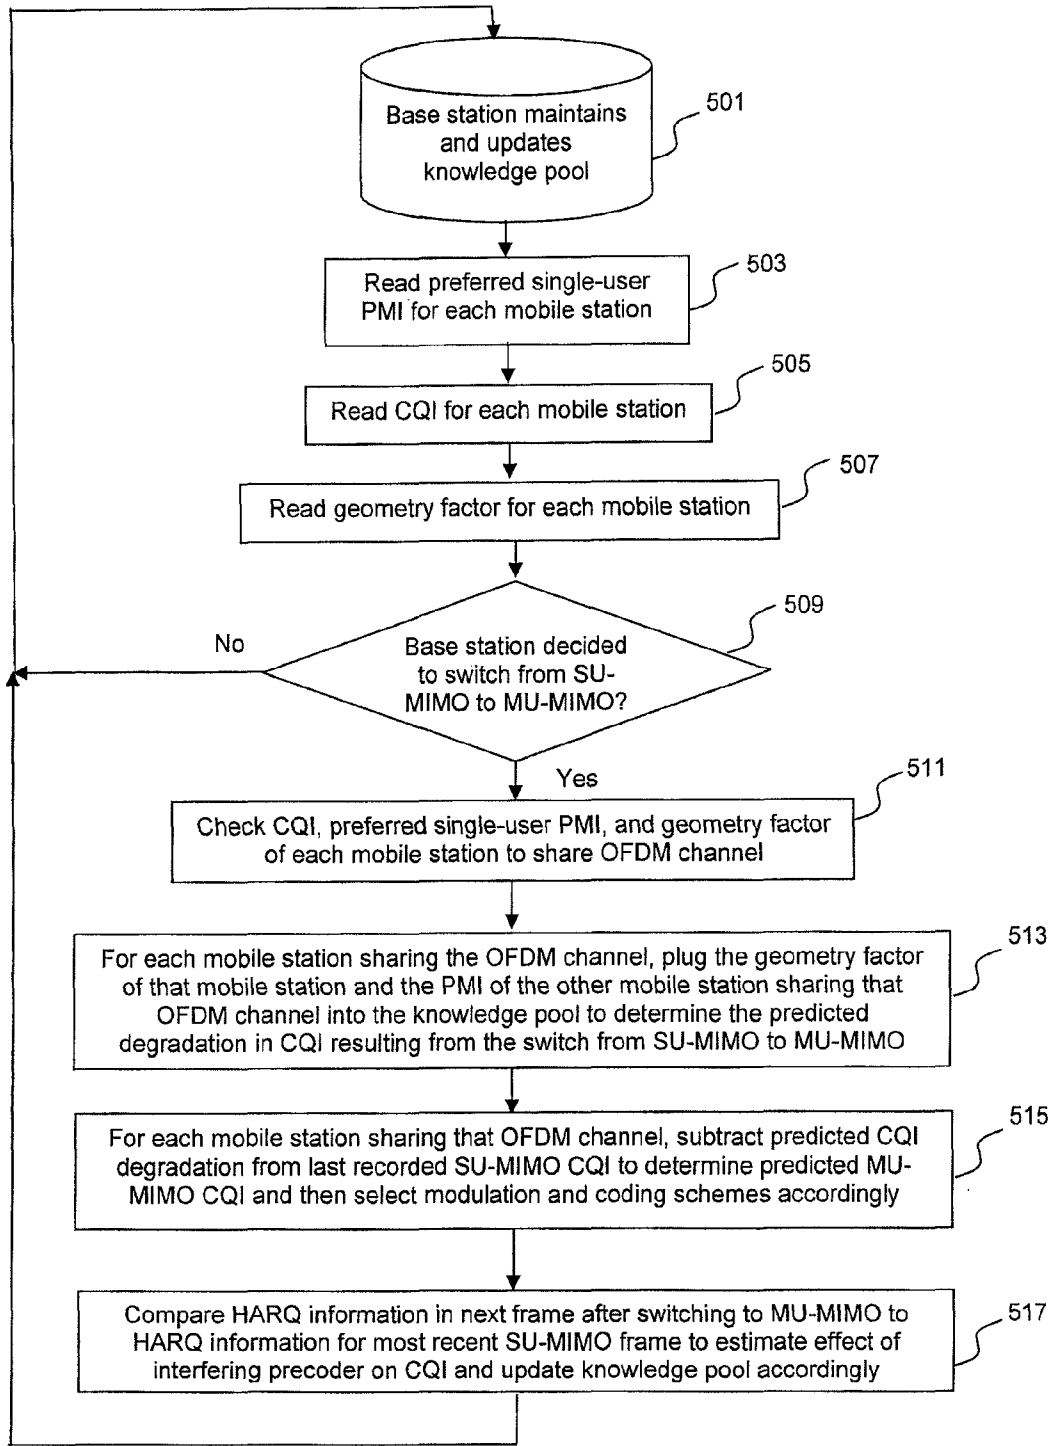 Base station maintains
and updates
knowledge pool
501
Read preferred single-user
PMI for each mobile station
503
Read CQI for each mobile station
505
Read geometry factor for each mobile station
507
Base station decided
to switch from SU-
MIMO to MU-MIMO?
509
No
Yes
Check CQI, preferred single-user PMI, and geometry factor
of each mobile station to share OFDM channel
511
For each mobile station sharing the OFDM channel, plug the geometry factor
of that mobile station and the PMI of the other mobile station sharing that
OFDM channel into the knowledge pool to determine the predicted
degradation in CQI resulting from the switch from SU-MIMO to MU-MIMO
513
For each mobile station sharing that OFDM channel, subtract predicted CQI
degradation from last recorded SU-MIMO CQI to determine predicted MU-
MIMO CQI and then select modulation and coding schemes accordingly
515
Compare HARQ information in next frame after switching to MU-MIMO to
HARQ information for most recent SU-MIMO frame to estimate effect of
interfering precoder on CQI and update knowledge pool accordingly
517